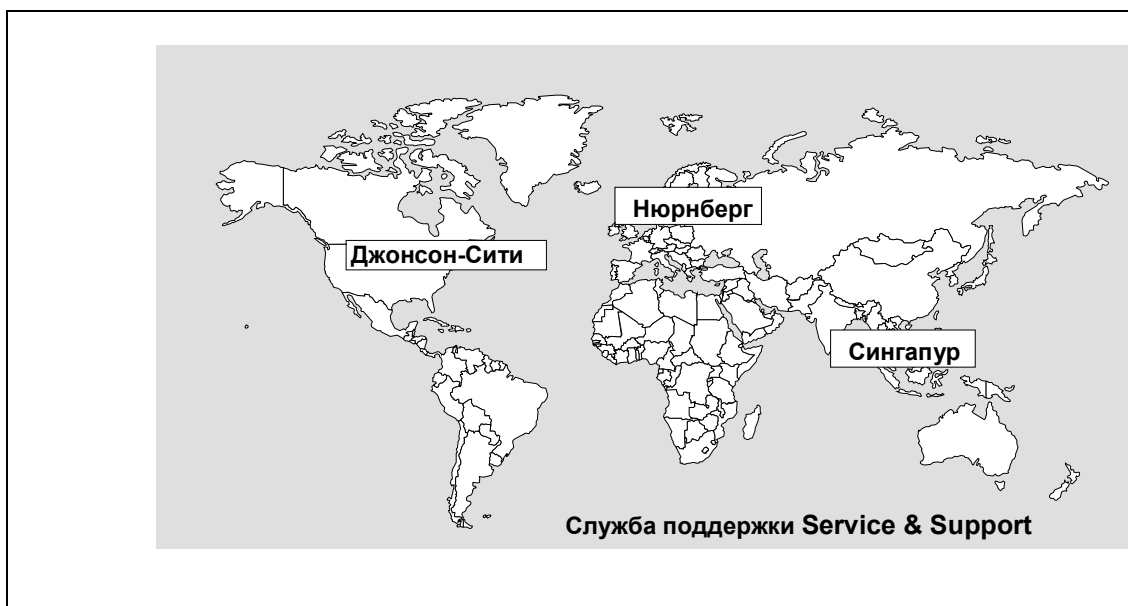 Нюрнберг
Джонсон-Сити
Сингапур
Служба поддержки Service & Support